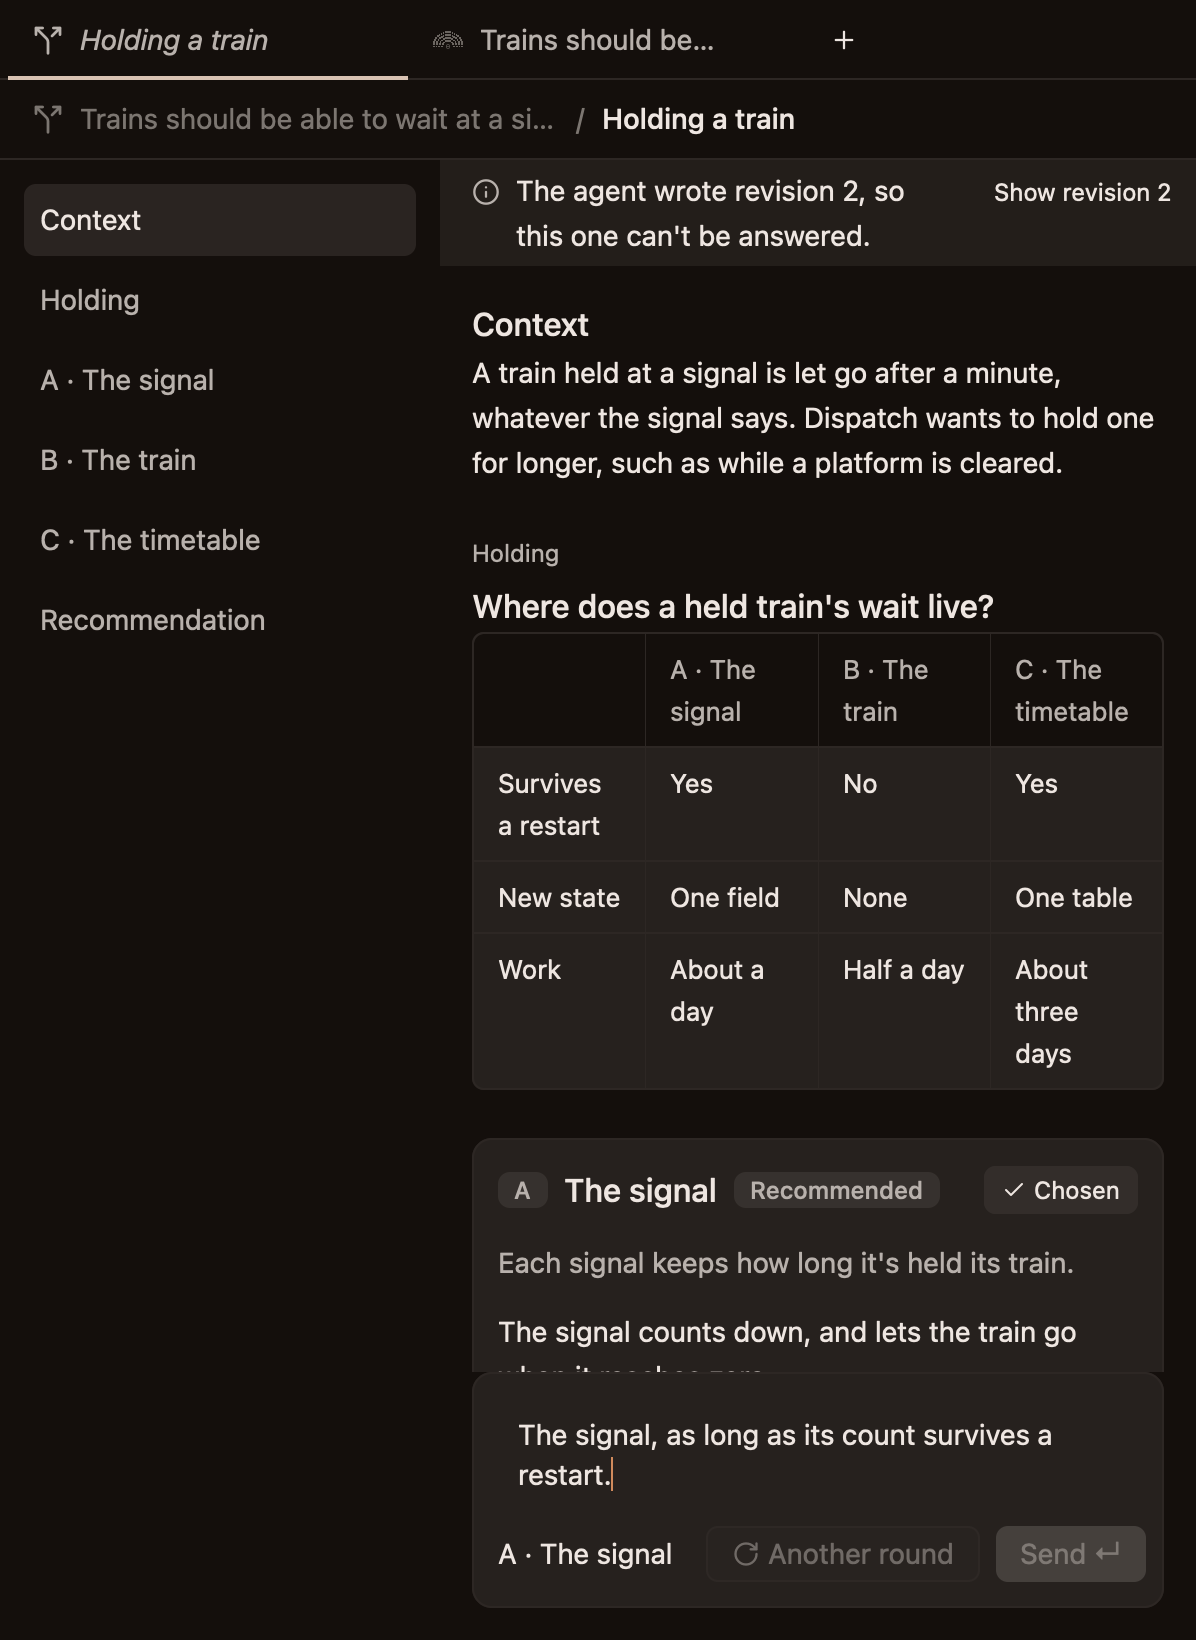 Holding a train
Trains should be...
Trains should be able to wait at a si... / Holding a train
Context
Holding
A · The signal
B · The train
C · The timetable
Recommendation
The agent wrote revision 2, so
this one can't be answered.
Show revision 2
Context
A train held at a signal is let go after a minute,
whatever the signal says. Dispatch wants to hold one
for longer, such as while a platform is cleared.
Holding
Where does a held train's wait live?
A · The signal
B · The train
C · The timetable
Survives a restart
Yes
No
Yes
New state
One field
None
One table
Work
About a day
Half a day
About three days
A The signal Recommended Chosen
Each signal keeps how long it's held its train.
The signal counts down, and lets the train go
when it reaches zero.
The signal, as long as its count survives a
restart.
A · The signal
Another round
Send